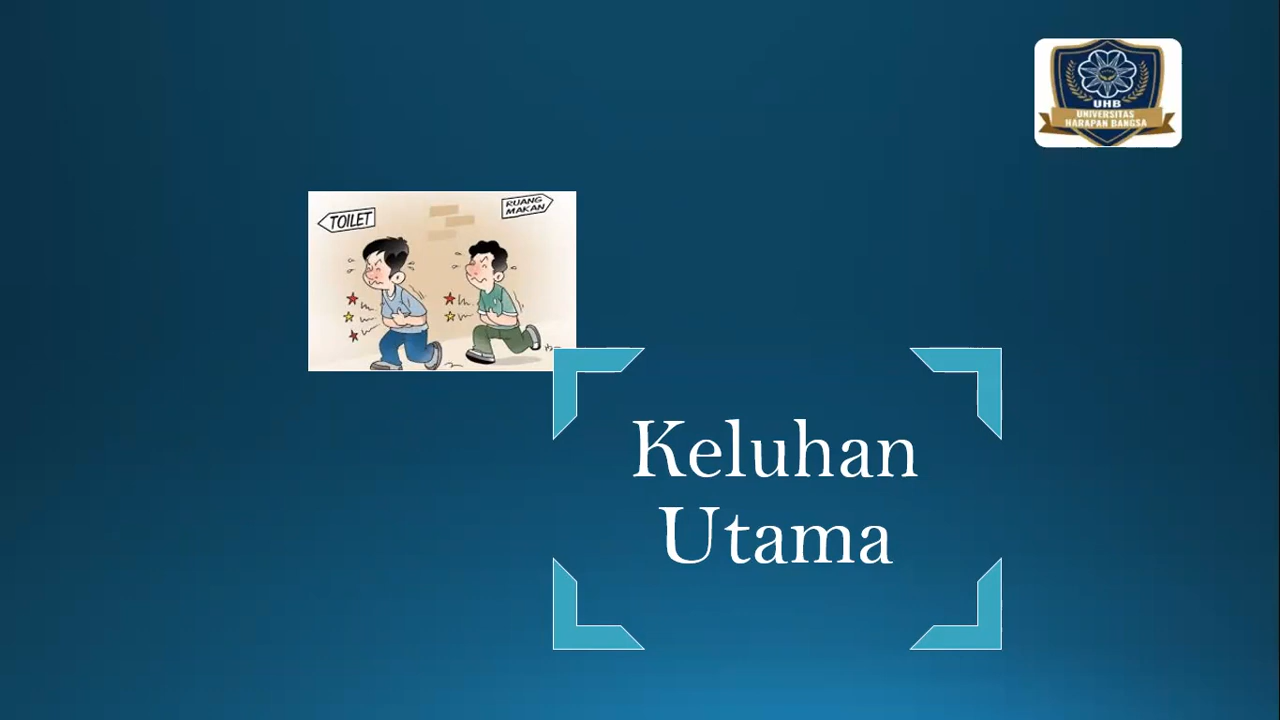 UHB
UNIVERSITAS
HARAPAN BANGSA
TOILET
RUANG
MAKAN
Keluhan
Utama